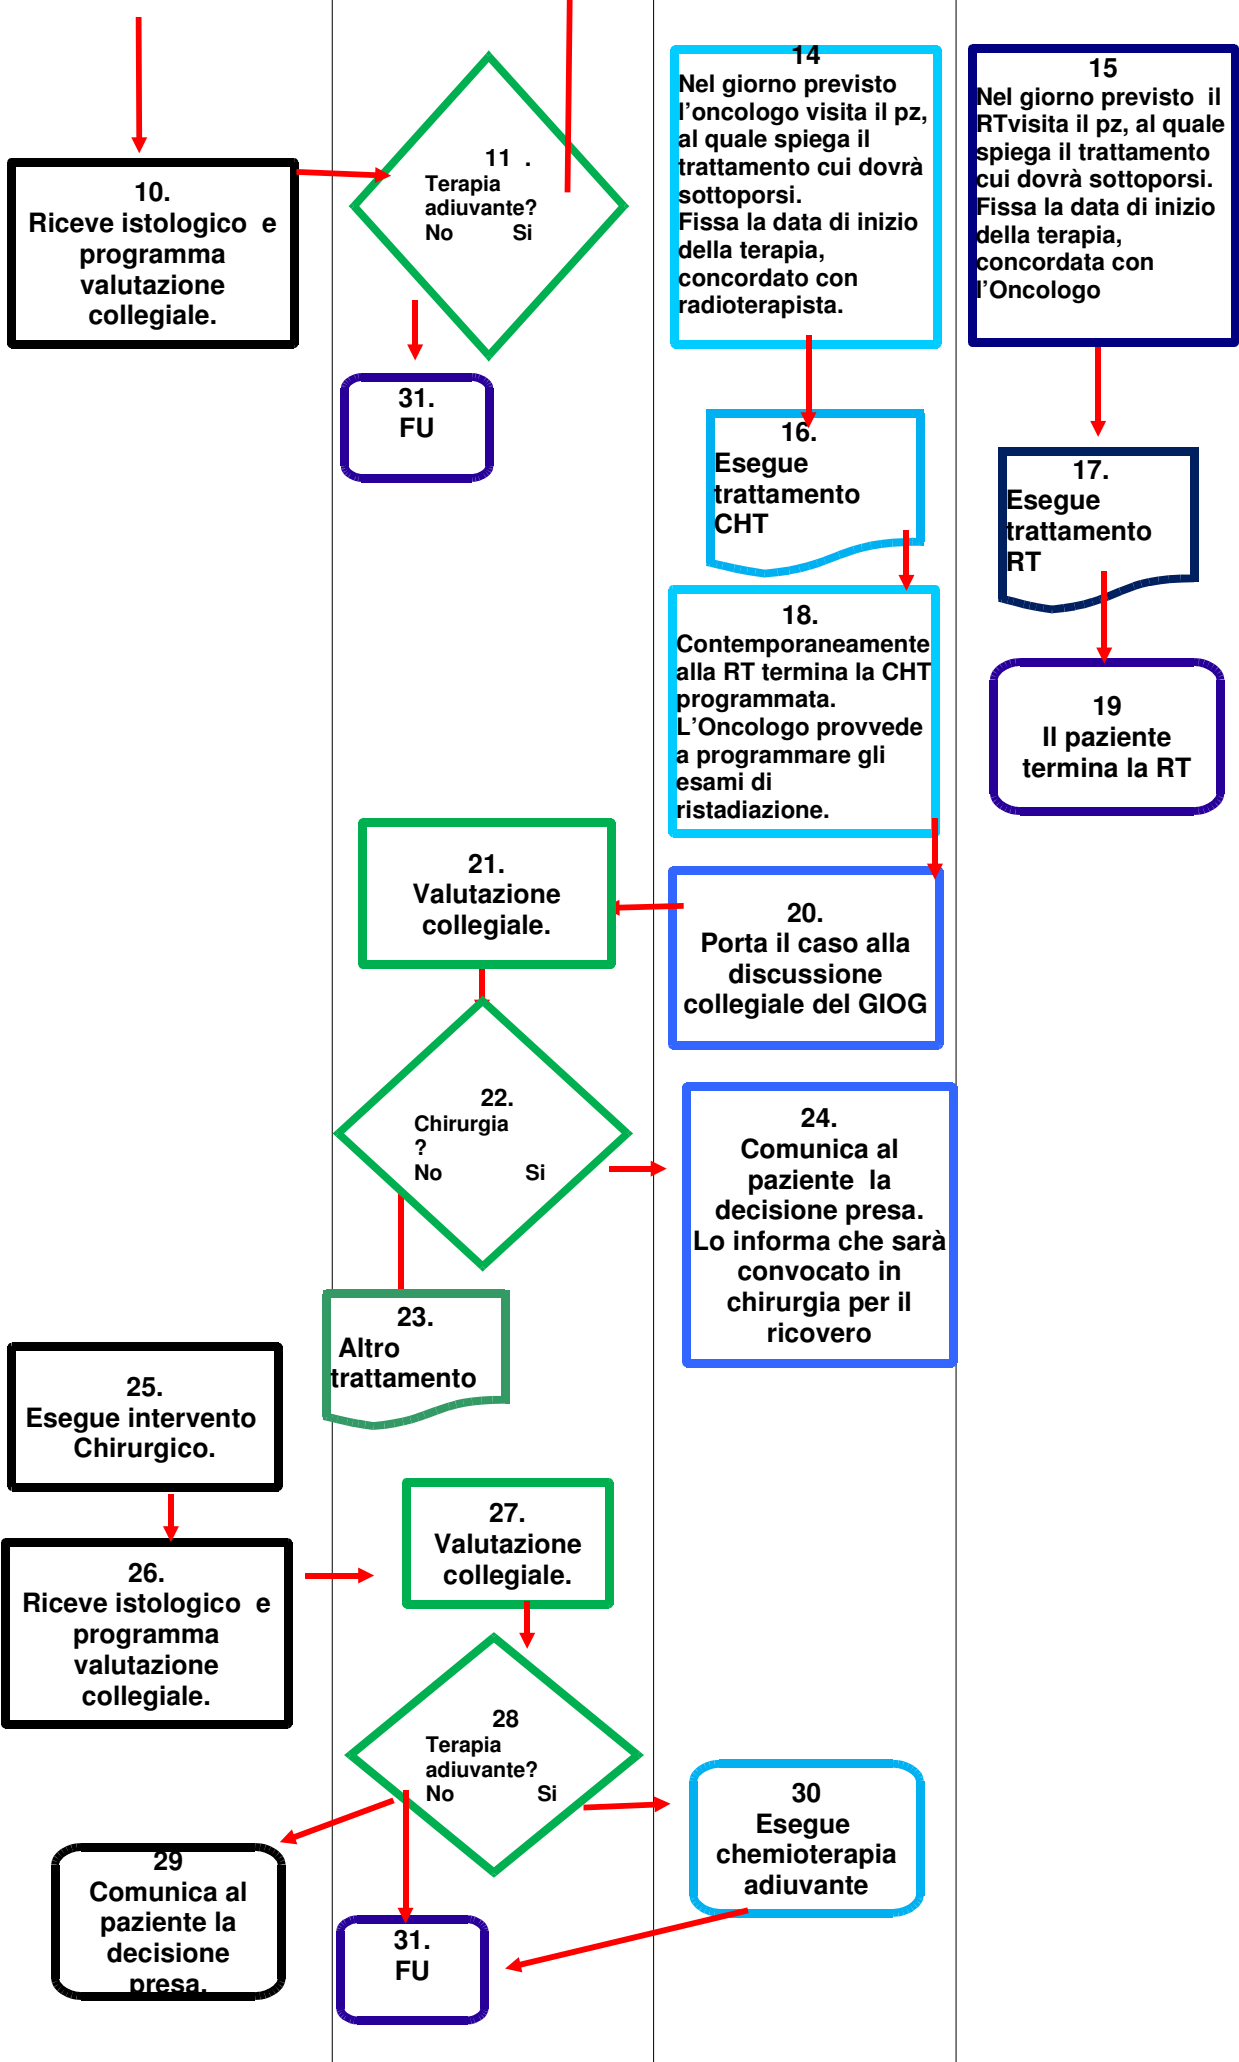 10.
Riceve istologico e
programma
valutazione
collegiale.
11 .
Terapia
adiuvante?
No Si
31.
FU
14
Nel giorno previsto
l'oncologo visita il pz,
al quale spiega il
trattamento cui dovrà
sottoporsi.
Fissa la data di inizio
della terapia,
concordato con
radioterapista.
15
Nel giorno previsto il
RTvisita il pz, al quale
spiega il trattamento
cui dovrà sottoporsi.
Fissa la data di inizio
della terapia,
concordata con
l'Oncologo
16.
Esegue
trattamento
CHT
17.
Esegue
trattamento
RT
18.
Contemporaneamente
alla RT termina la CHT
programmata.
L'Oncologo provvede
a programmare gli
esami di
ristadiazione.
19
Il paziente
termina la RT
20.
Porta il caso alla
discussione
collegiale del GIOG
21.
Valutazione
collegiale.
22.
Chirurgia
?
No Si
23.
Altro
trattamento
24.
Comunica al
paziente la
decisione presa.
Lo informa che sarà
convocato in
chirurgia per il
ricovero
25.
Esegue intervento
Chirurgico.
26.
Riceve istologico e
programma
valutazione
collegiale.
27.
Valutazione
collegiale.
28
Terapia
adiuvante?
No Si
29
Comunica al
paziente la
decisione
presa.
30
Esegue
chemioterapia
adiuvante
31.
FU